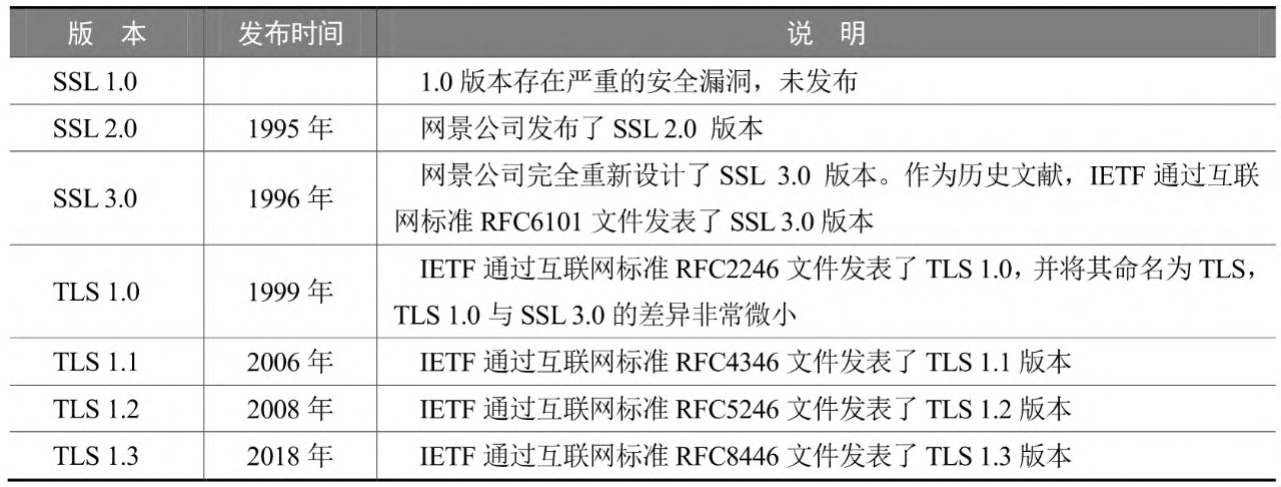 版 本 发布时间 说 明
SSL 1.0 1.0 版本存在严重的安全漏洞，未发布
SSL 2.0 1995 年 网景公司发布了 SSL 2.0 版本
SSL 3.0 1996 年 网景公司完全重新设计了 SSL 3.0 版本。作为历史文献，IETF 通过互联
网标准 RFC6101 文件发表了 SSL 3.0 版本
TLS 1.0 1999 年 IETF 通过互联网标准 RFC2246 文件发表了 TLS 1.0，并将其命名为 TLS，
TLS 1.0 与 SSL 3.0 的差异非常微小
TLS 1.1 2006 年 IETF 通过互联网标准 RFC4346 文件发表了 TLS 1.1 版本
TLS 1.2 2008 年 IETF 通过互联网标准 RFC5246 文件发表了 TLS 1.2 版本
TLS 1.3 2018 年 IETF 通过互联网标准 RFC8446 文件发表了 TLS 1.3 版本